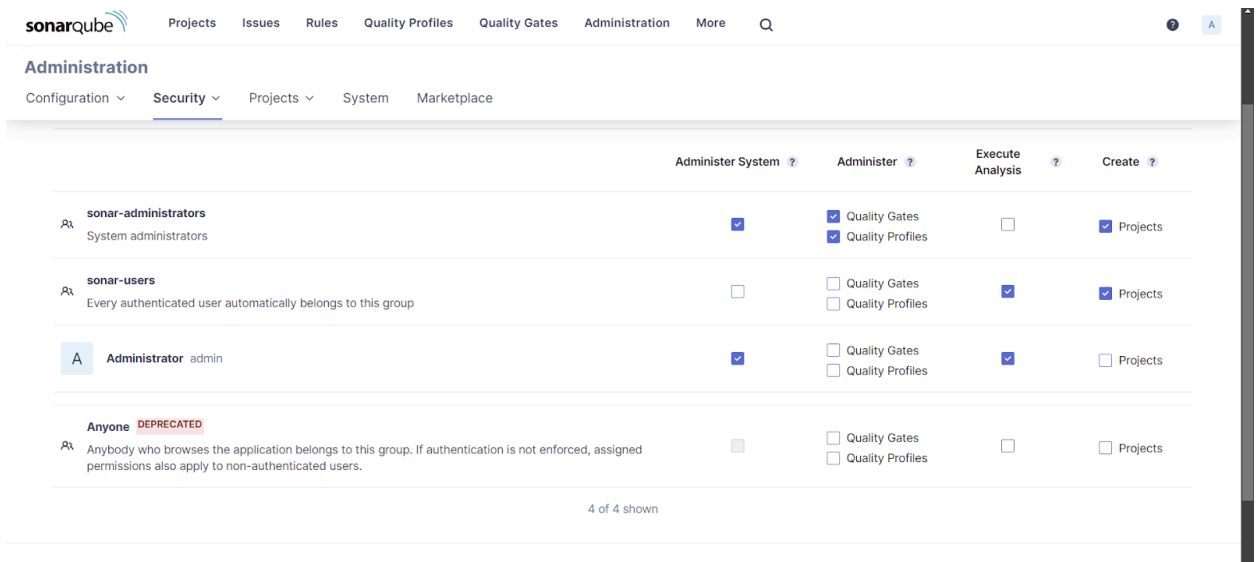 sonarqube Projects Issues Rules Quality Profiles Quality Gates Administration More ? A
Administration
Configuration Security Projects System Marketplace
Administer System ? Administer ? Execute Analysis ? Create ?
sonar-administrators
System administrators
Quality Gates
Quality Profiles
Projects
sonar-users
Every authenticated user automatically belongs to this group
Quality Gates
Quality Profiles
Projects
A Administrator admin
Quality Gates
Quality Profiles
Projects
Anyone DEPRECATED
Anybody who browses the application belongs to this group. If authentication is not enforced, assigned
permissions also apply to non-authenticated users.
Quality Gates
Quality Profiles
Projects
4 of 4 shown